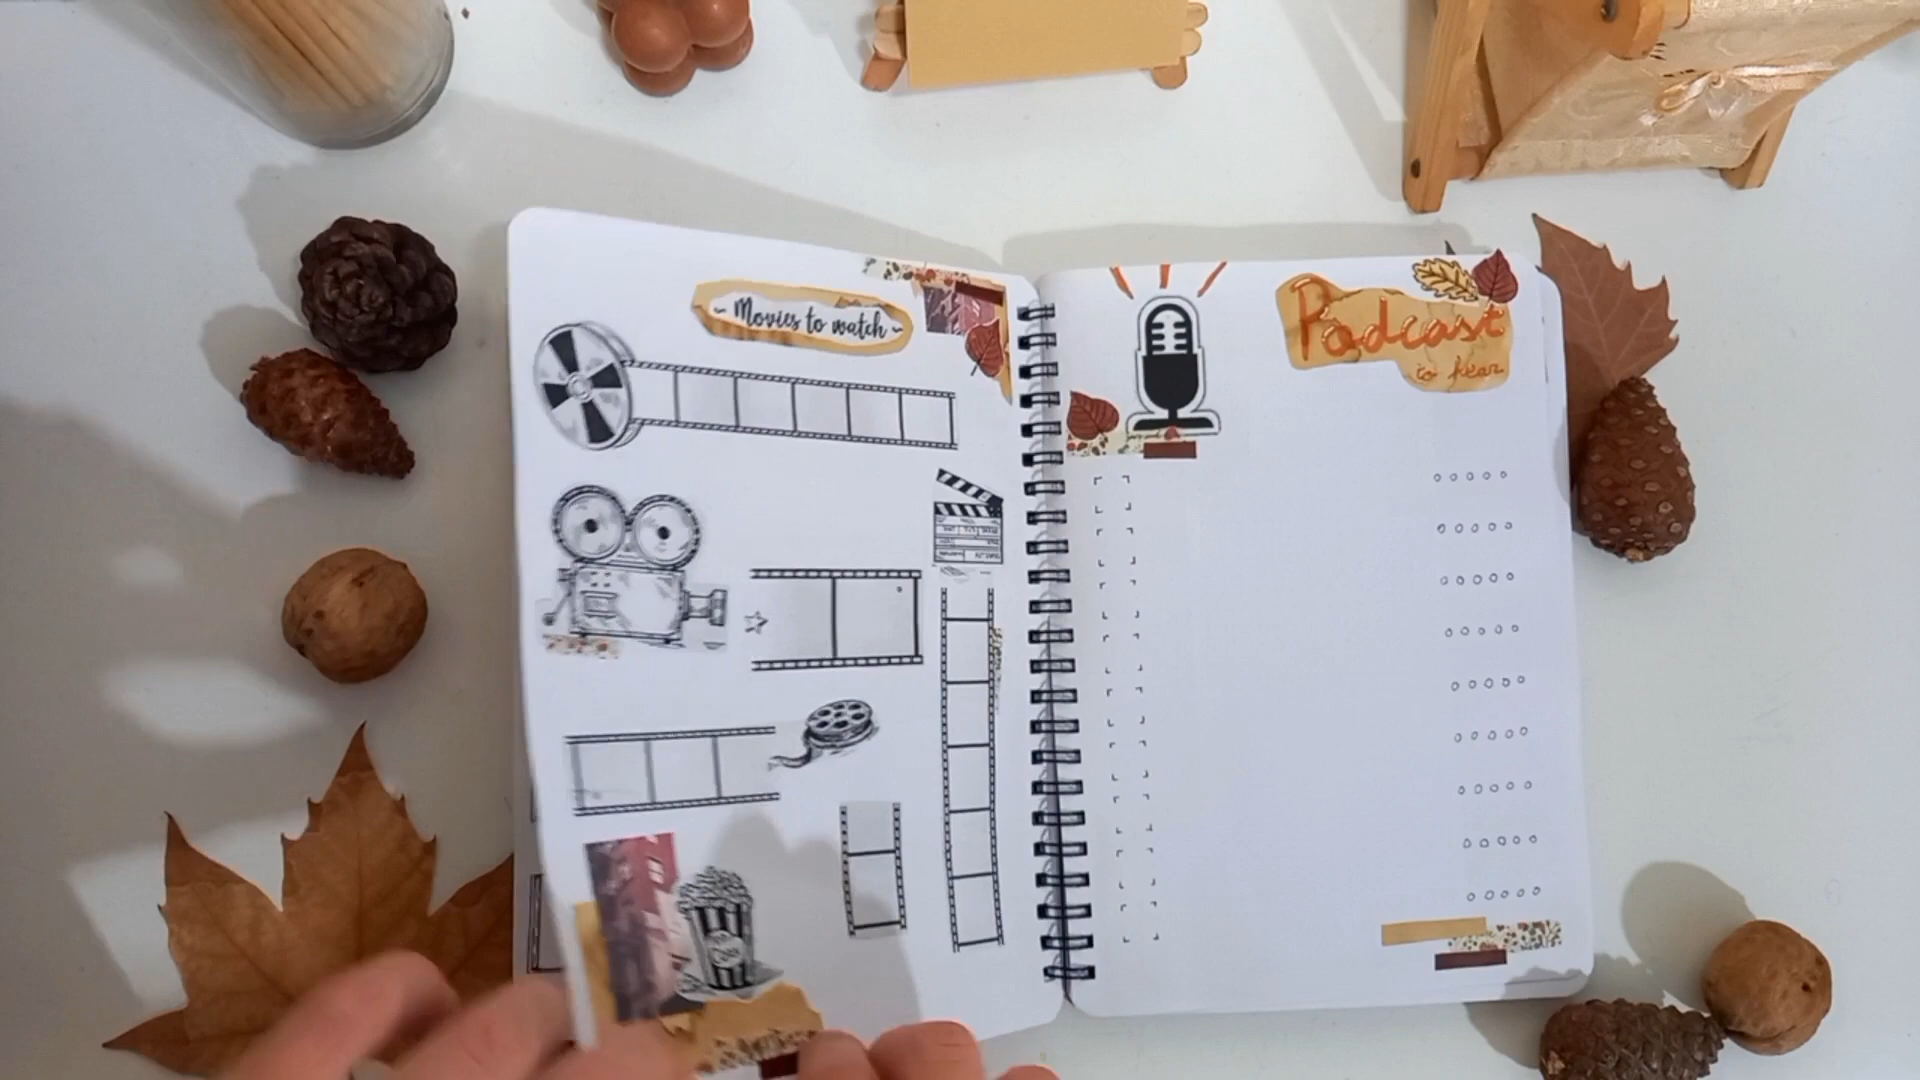 ~ Movies to watch ~
Podcast
to hear